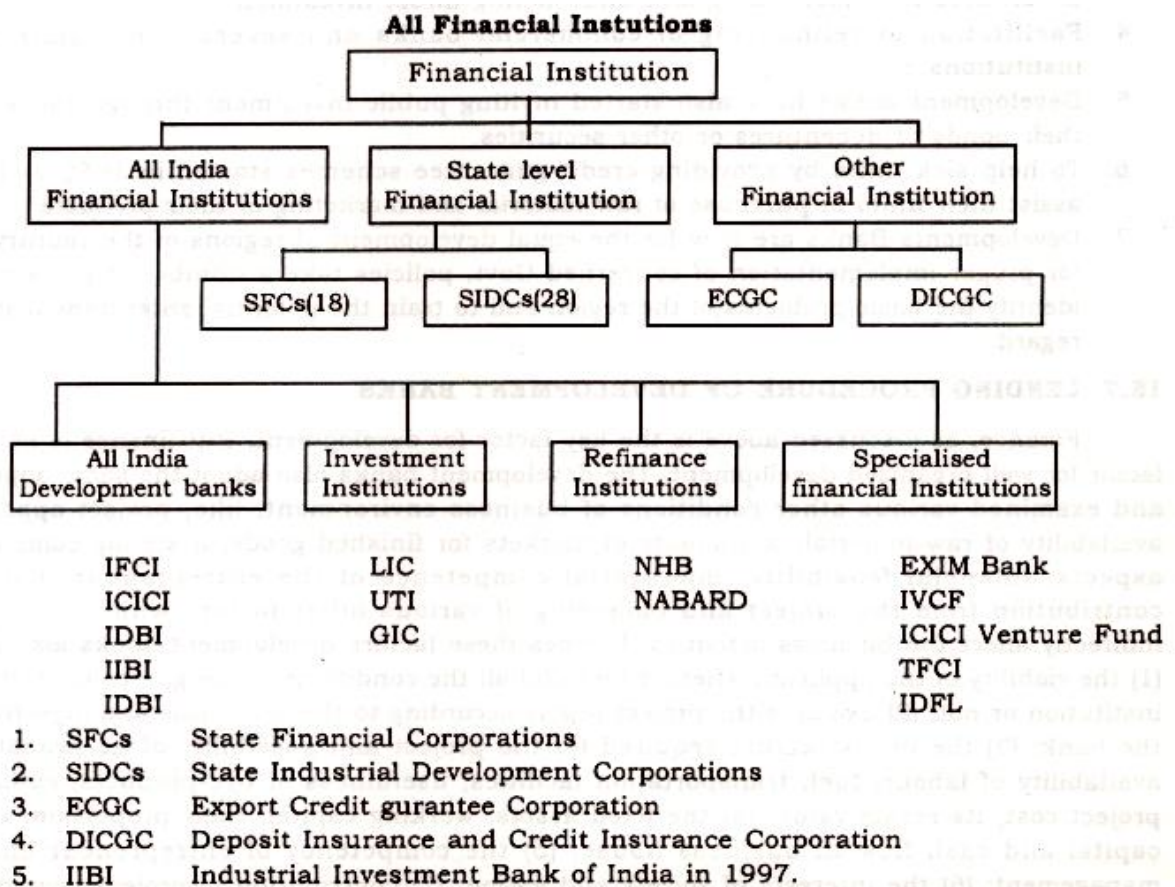 All Financial Instutions
Financial Institution
All India
Financial Institutions
State level
Financial Institution
Other
Financial Institution
SFCs(18)
SIDCs(28)
ECGC
DICGC
All India
Development banks
Investment
Institutions
Refinance
Institutions
Specialised
financial Institutions
IFCI
ICICI
IDBI
IIBI
IDBI
LIC
UTI
GIC
NHB
NABARD
EXIM Bank
IVCF
ICICI Venture Fund
TFCI
IDFL
1. SFCs State Financial Corporations
2. SIDCs State Industrial Development Corporations
3. ECGC Export Credit gurantee Corporation
4. DICGC Deposit Insurance and Credit Insurance Corporation
5. IIBI Industrial Investment Bank of India in 1997.